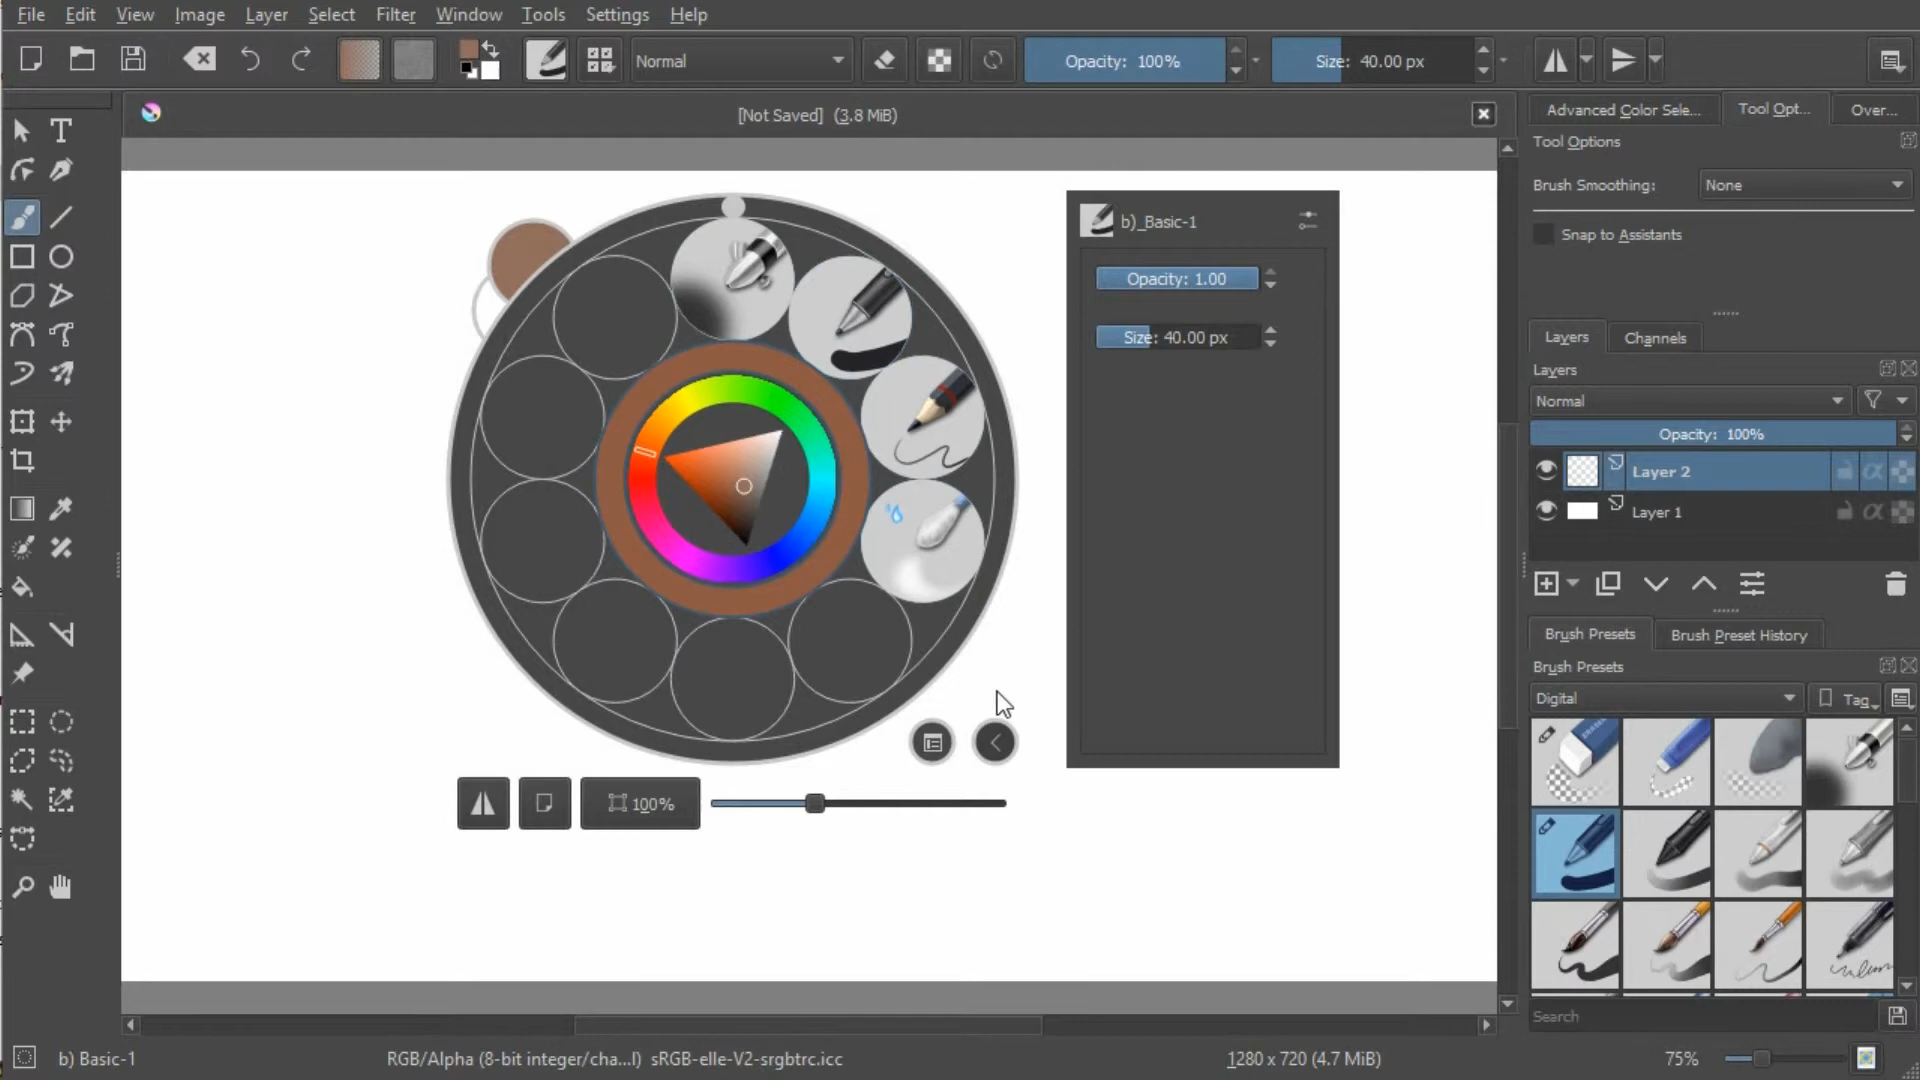 File Edit View Image Layer Select Filter Window Tools Settings Help
Normal Opacity: 100% Size: 40.00 px
[Not Saved] (3.8 MiB)
Advanced Color Sele... Tool Opt... Over...
Tool Options
Brush Smoothing: None
Snap to Assistants
b)_Basic-1
Opacity: 1.00
Size: 40.00 px
Layers Channels
Layers
Normal
Opacity: 100%
Layer 2
Layer 1
Brush Presets Brush Preset History
Brush Presets
Digital Tag
100%
Search
b) Basic-1 RGB/Alpha (8-bit integer/cha...l) sRGB-elle-V2-srgbtrc.icc 1280 x 720 (4.7 MiB) 75%